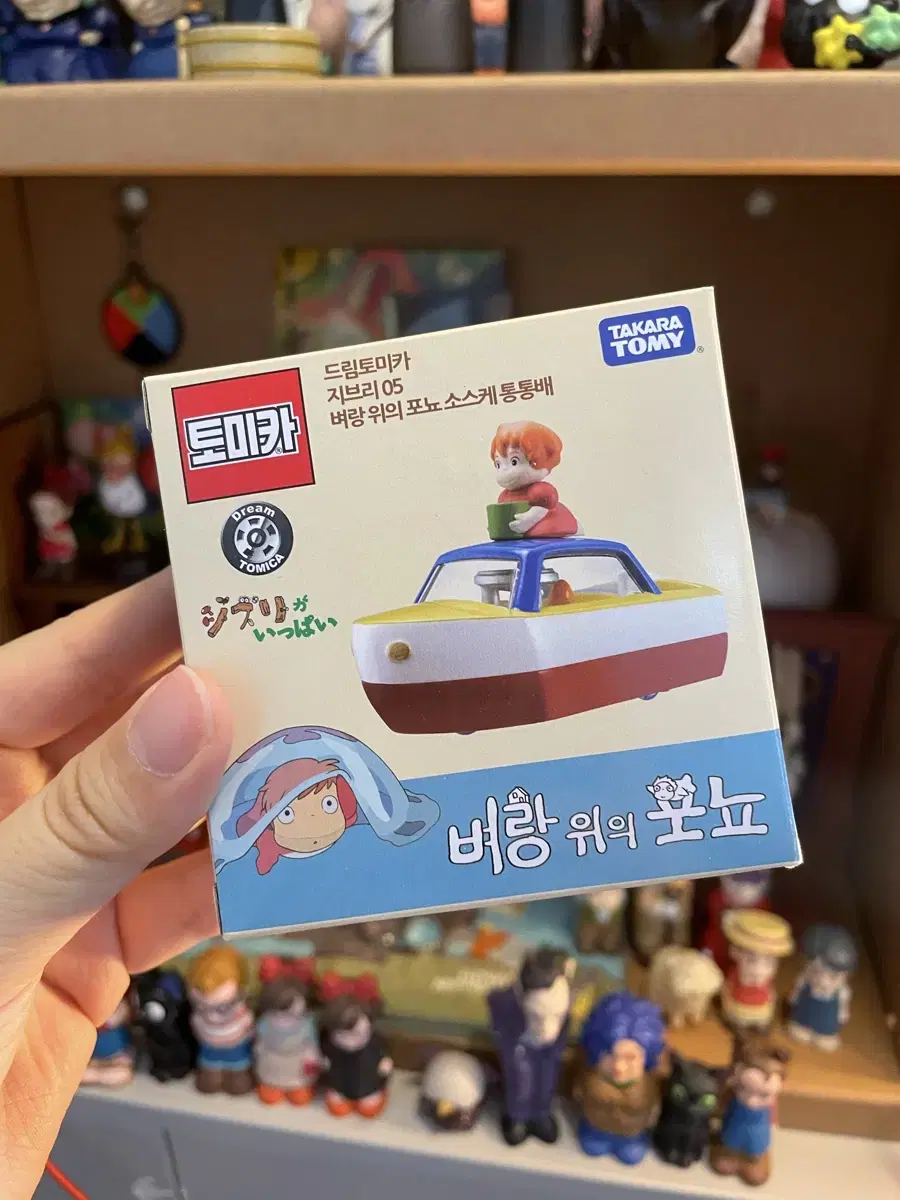 드림토미카
지브리 05
벼랑 위의 포뇨 소스케 통통배
TAKARA
TOMY®
토미카®
Dream
TOMICA
ジブリが
いっぱい
벼랑 위의 포뇨